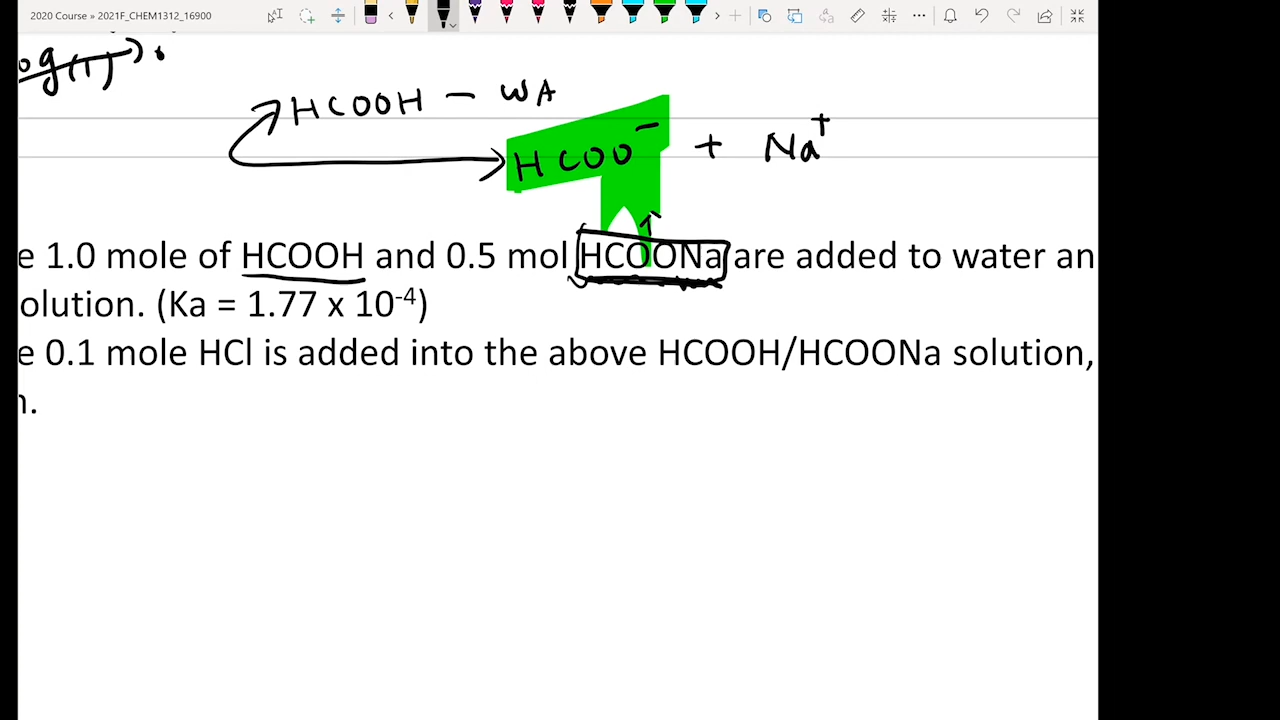 2020 Course » 2021F_CHEM1312_16900
og(1)
HCOOH - WA
HCOO⁻ + Na⁺
e 1.0 mole of HCOOH and 0.5 mol HCOONa are added to water an
olution. (Ka = 1.77 x 10⁻⁴)
e 0.1 mole HCl is added into the above HCOOH/HCOONa solution,
n.